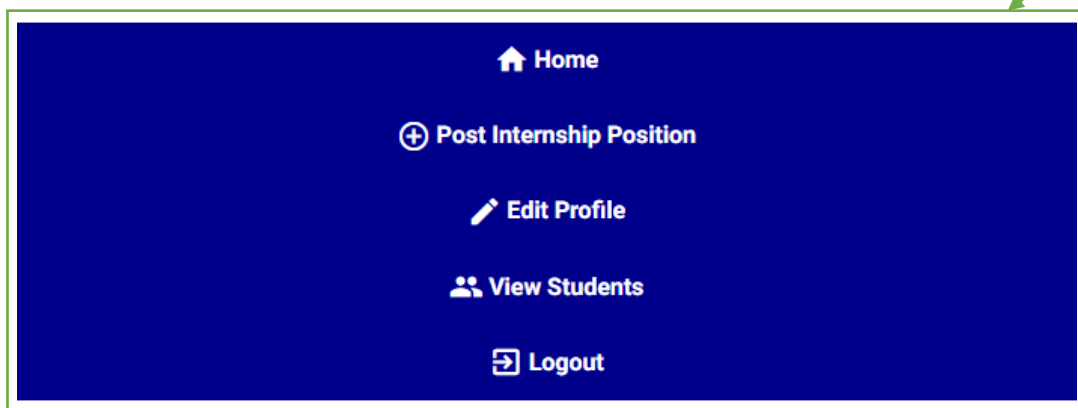 Home
Post Internship Position
Edit Profile
View Students
Logout